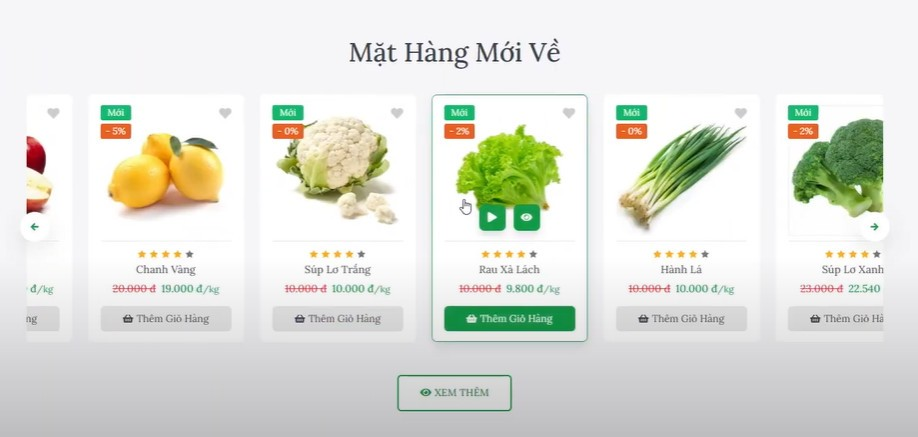 Mặt Hàng Mới Về
Mới
- 5%
Mới
- 0%
Mới
- 2%
Mới
- 0%
Mới
- 2%
Chanh Vàng
Súp Lơ Trắng
Rau Xà Lách
Hành Lá
Súp Lơ Xanh
đ/kg
20.000 đ 19.000 đ/kg
10.000 đ 10.000 đ/kg
10.000 đ 9.800 đ/kg
10.000 đ 10.000 đ/kg
23.000 đ 22.540
ng
Thêm Giỏ Hàng
Thêm Giỏ Hàng
Thêm Giỏ Hàng
Thêm Giỏ Hàng
Thêm Giỏ Hà
XEM THÊM